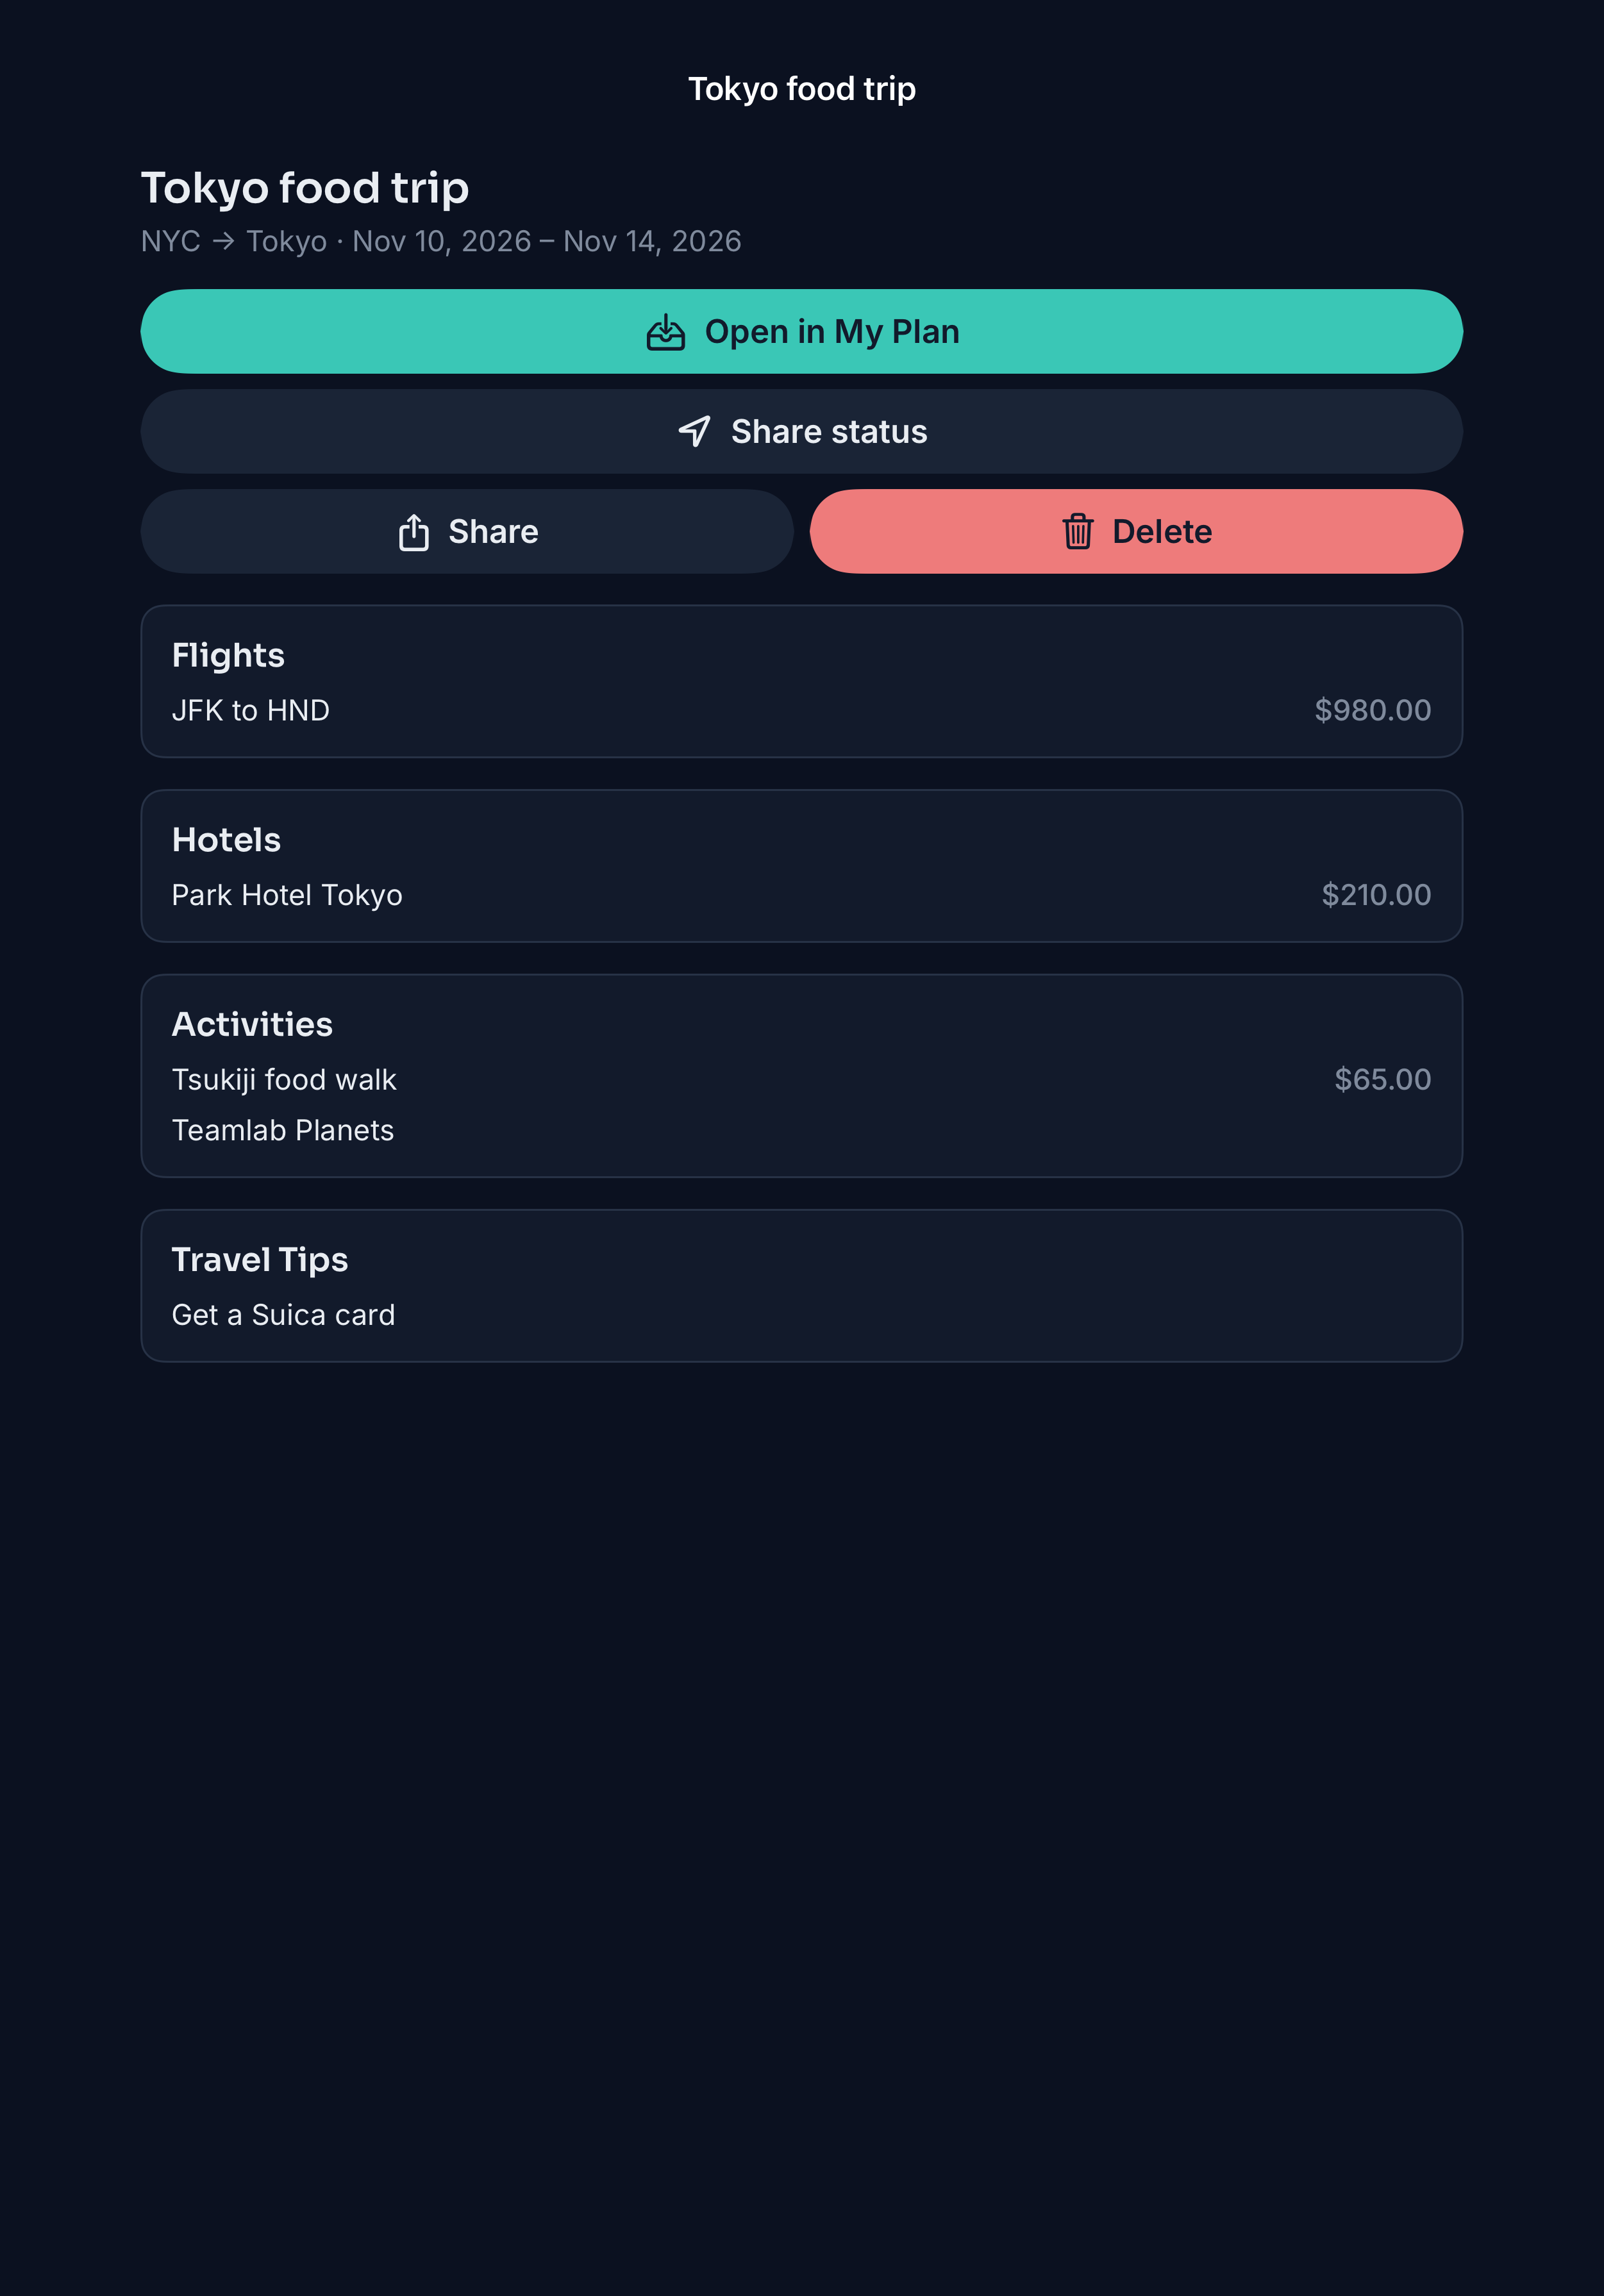 Tokyo food trip
Tokyo food trip
NYC → Tokyo · Nov 10, 2026 – Nov 14, 2026
Open in My Plan
Share status
Share
Delete
Flights
JFK to HND $980.00
Hotels
Park Hotel Tokyo $210.00
Activities
Tsukiji food walk $65.00
Teamlab Planets
Travel Tips
Get a Suica card